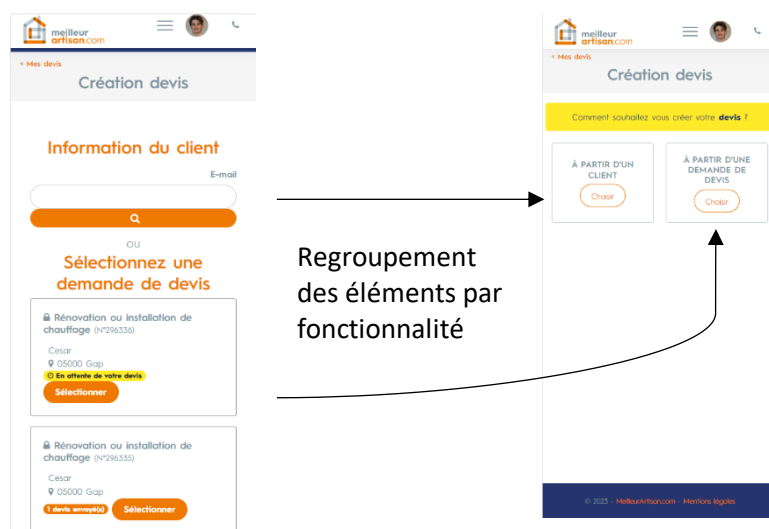 meilleur
artisan.com
< Mes devis
Création devis
Information du client
E-mail
OU
Sélectionnez une
demande de devis
Rénovation ou installation de
chauffage (N°296336)
Cesar
05000 Gap
En attente de votre devis
Sélectionner
Rénovation ou installation de
chauffage (N°296335)
Cesar
05000 Gap
1 devis envoyé(s)
Sélectionner
Regroupement
des éléments par
fonctionnalité
meilleur
artisan.com
< Mes devis
Création devis
Comment souhaitez vous créer votre devis ?
À PARTIR D'UN
CLIENT
Choisir
À PARTIR D'UNE
DEMANDE DE
DEVIS
Choisir
© 2023 - MeilleurArtisan.com - Mentions légales